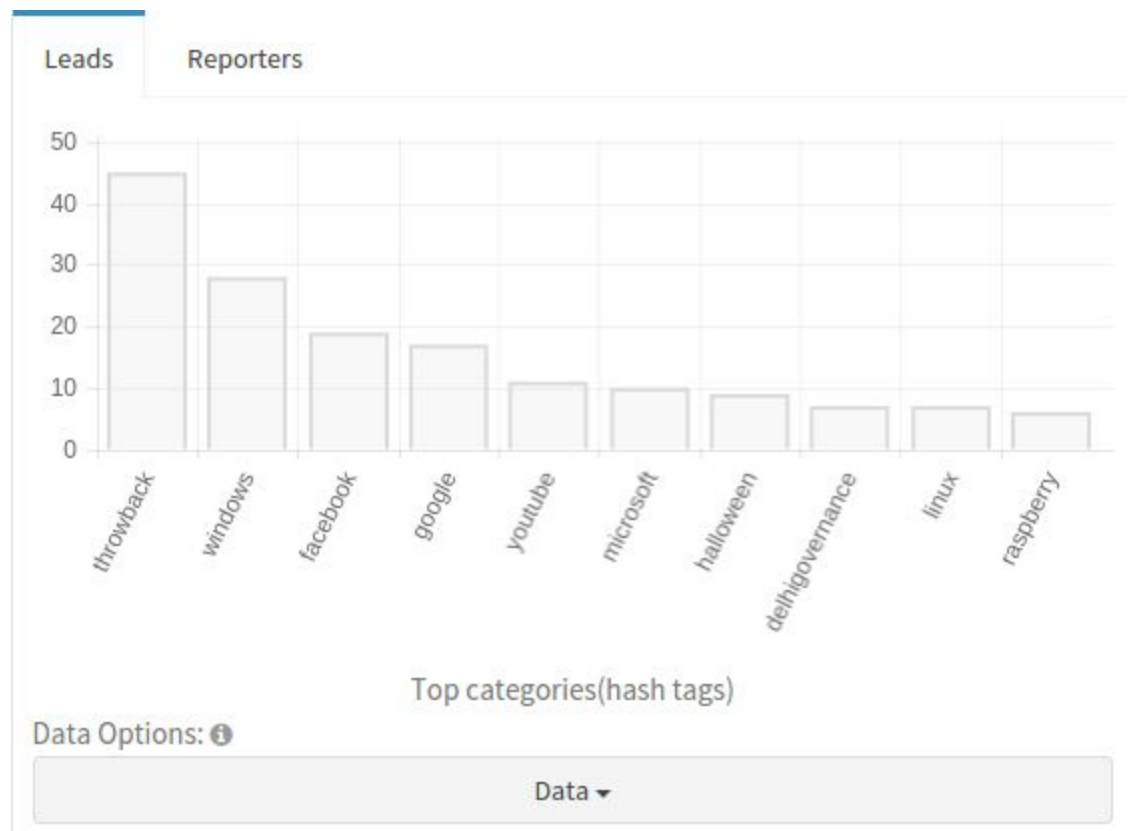 Leads Reporters
50
40
30
20
10
0
throwback
windows
facebook
google
youtube
microsoft
halloween
delhigovernance
linux
raspberry
Top categories(hash tags)
Data Options:
Data